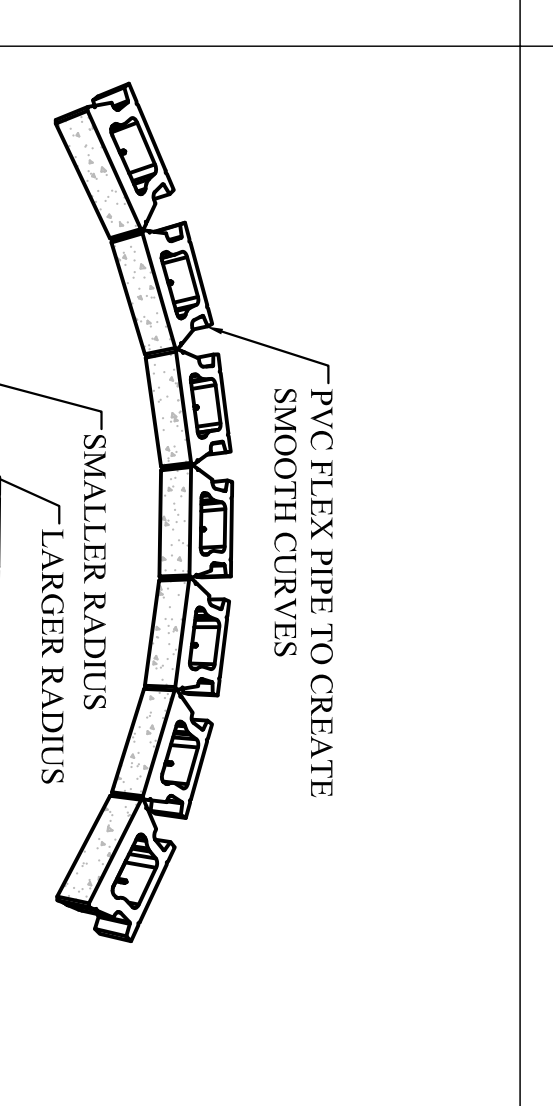 PVC FLEX PIPE TO CREATE
SMOOTH CURVES
SMALLER RADIUS
LARGER RADIUS